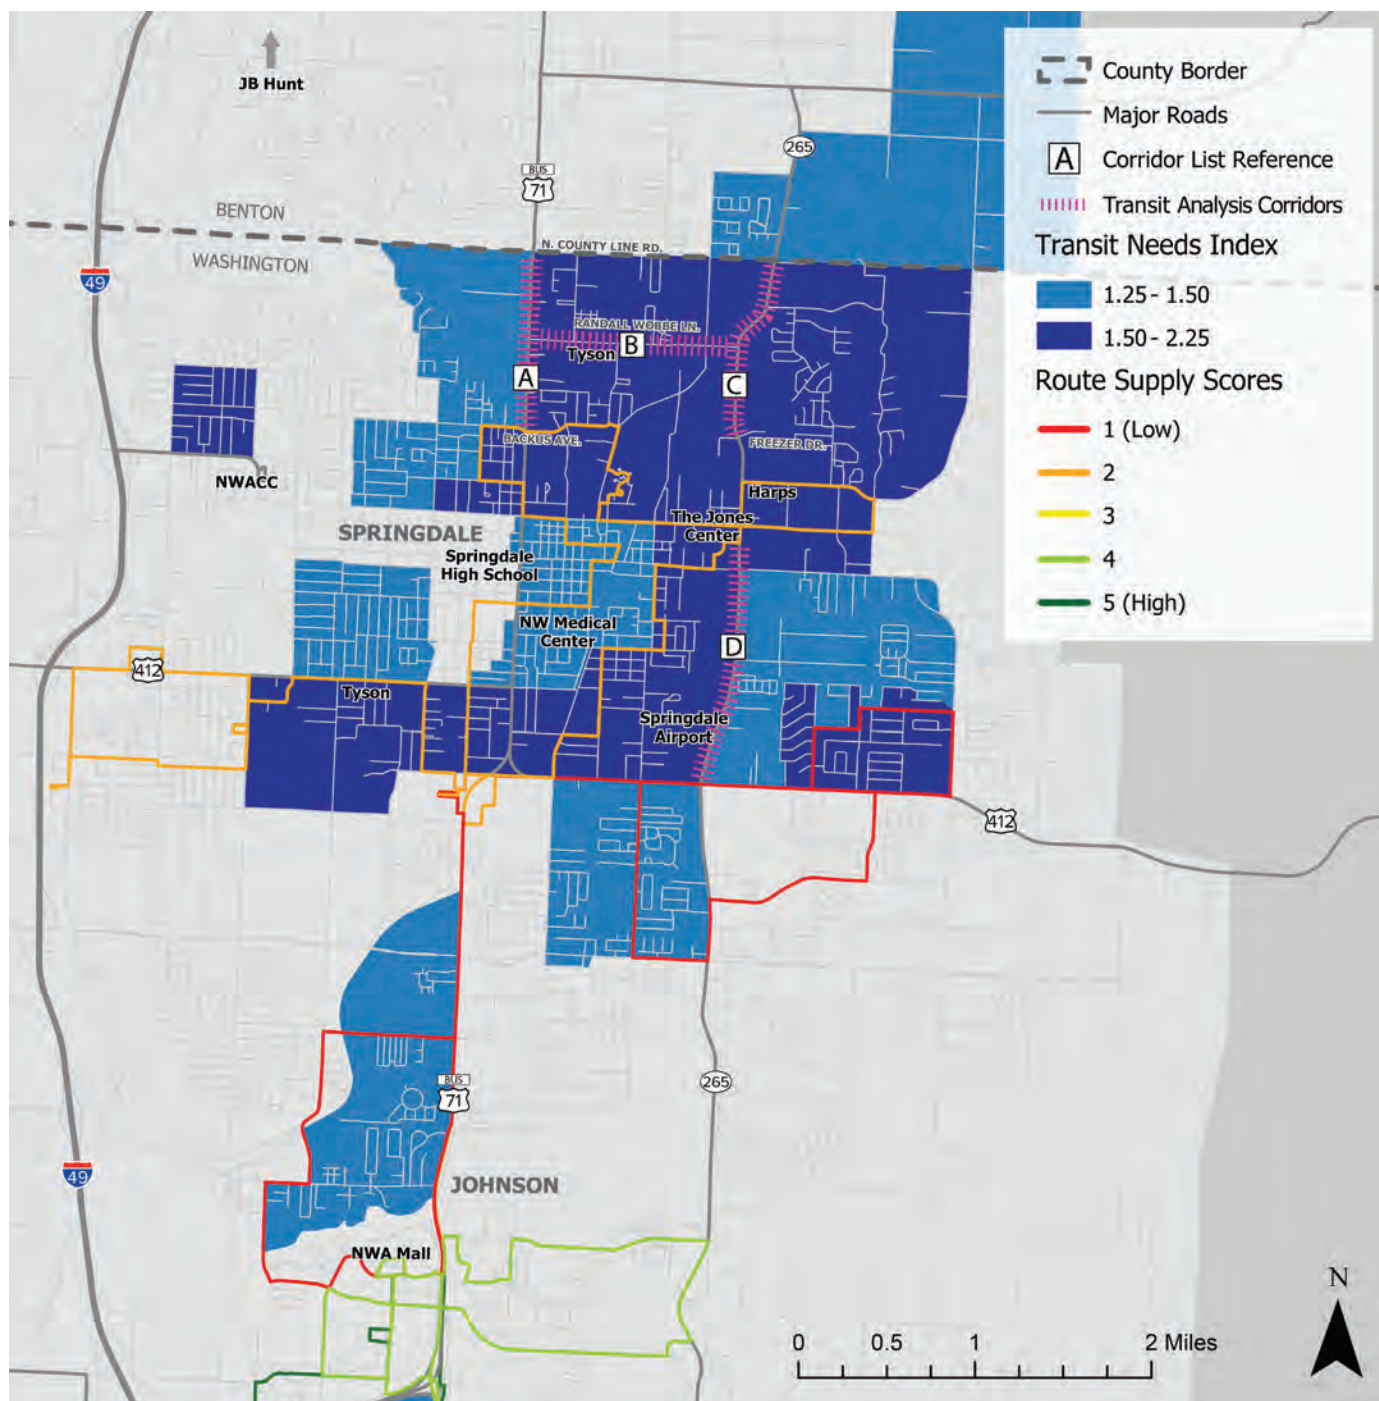 JB Hunt
BUS
71
265
BENTON
WASHINGTON
N. COUNTY LINE RD.
49
RANDALL WOBBE LN.
B
Tyson
A
C
BACKUS AVE.
FREEZER DR.
NWACC
Harps
The Jones
Center
SPRINGDALE
Springdale
High School
NW Medical
Center
D
412
Tyson
Springdale
Airport
412
BUS
71
265
49
JOHNSON
NWA Mall
County Border
Major Roads
A
Corridor List Reference
Transit Analysis Corridors
Transit Needs Index
1.25 - 1.50
1.50 - 2.25
Route Supply Scores
1 (Low)
2
3
4
5 (High)
N
0 0.5 1 2 Miles